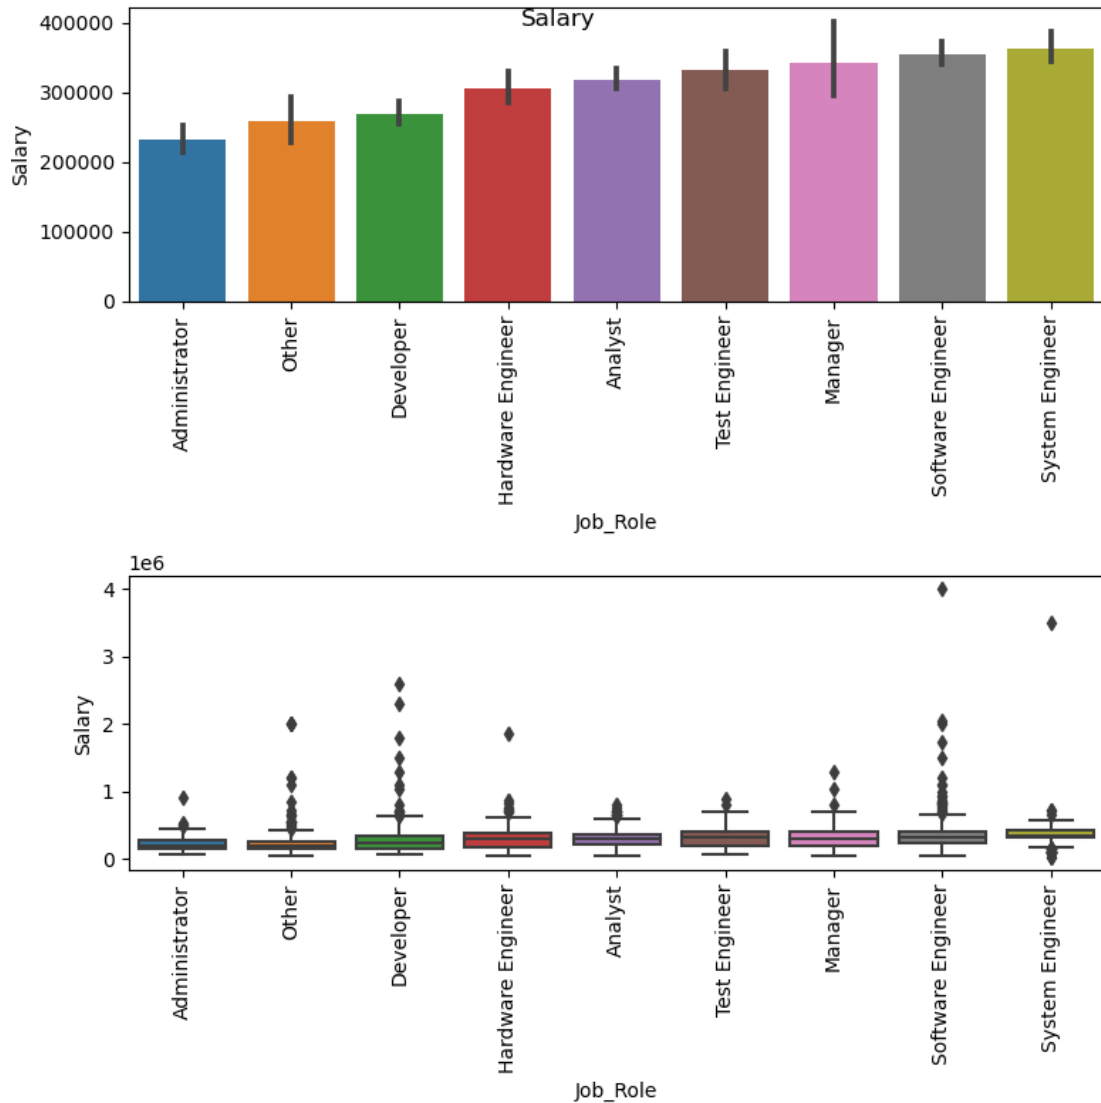 Salary
400000
300000
200000
100000
0
Salary
Administrator
Other
Developer
Hardware Engineer
Analyst
Test Engineer
Manager
Software Engineer
System Engineer
Job_Role
1e6
4
3
2
1
0
Salary
Administrator
Other
Developer
Hardware Engineer
Analyst
Test Engineer
Manager
Software Engineer
System Engineer
Job_Role